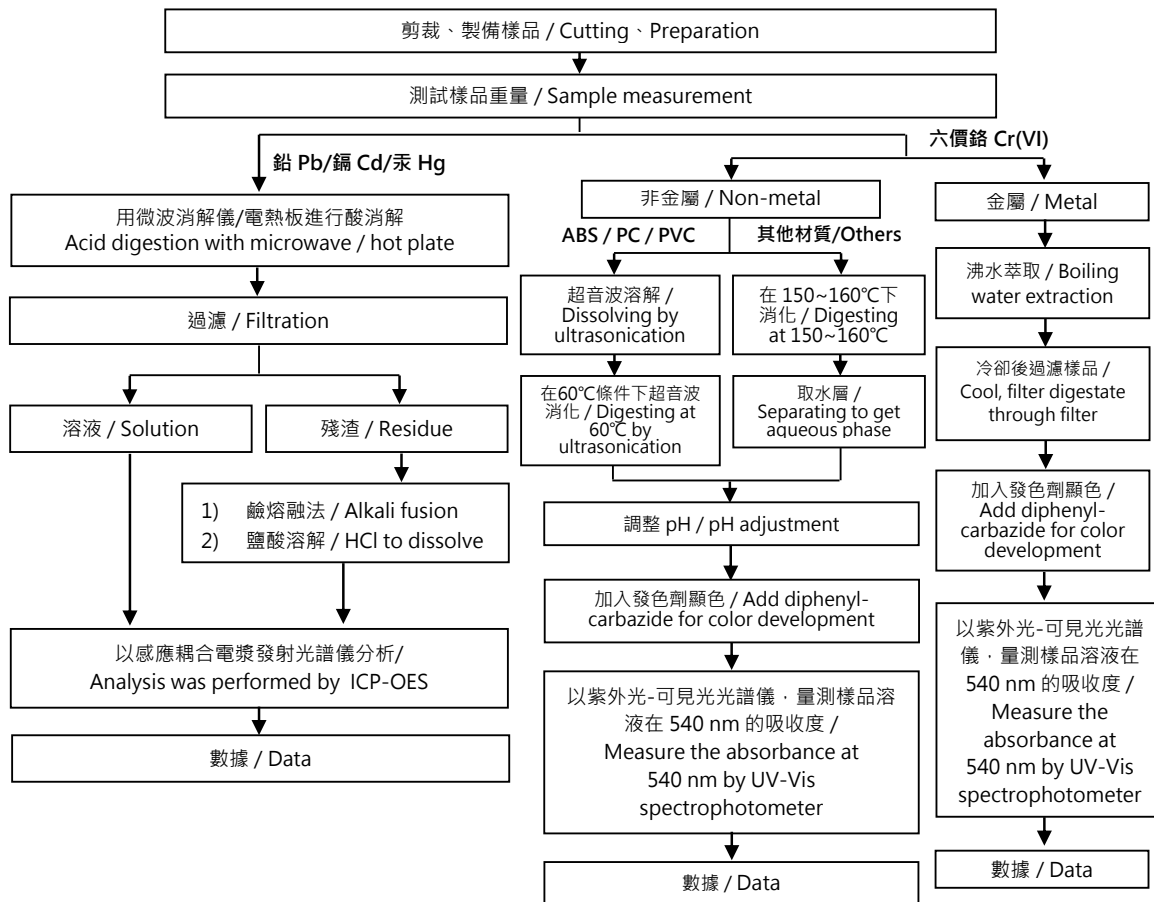 剪裁、製備樣品 / Cutting、Preparation
測試樣品重量 / Sample measurement
鉛 Pb/鎘 Cd/汞 Hg
六價鉻 Cr(VI)
用微波消解儀/電熱板進行酸消解
Acid digestion with microwave / hot plate
過濾 / Filtration
溶液 / Solution
殘渣 / Residue
1) 鹼熔融法 / Alkali fusion
2) 鹽酸溶解 / HCl to dissolve
以感應耦合電漿發射光譜儀分析/
Analysis was performed by ICP-OES
數據 / Data
非金屬 / Non-metal
ABS / PC / PVC
其他材質/Others
超音波溶解 /
Dissolving by
ultrasonication
在60℃條件下超音波
消化 / Digesting at
60℃ by
ultrasonication
在 150~160℃下
消化 / Digesting
at 150~160℃
取水層 /
Separating to get
aqueous phase
調整 pH / pH adjustment
加入發色劑顯色 / Add diphenyl-
carbazide for color development
以紫外光-可見光光譜儀，量測樣品溶
液在 540 nm 的吸收度 /
Measure the absorbance at
540 nm by UV-Vis
spectrophotometer
數據 / Data
金屬 / Metal
沸水萃取 / Boiling
water extraction
冷卻後過濾樣品 /
Cool, filter digestate
through filter
加入發色劑顯色 /
Add diphenyl-
carbazide for color
development
以紫外光-可見光光譜
儀，量測樣品溶液在
540 nm 的吸收度 /
Measure the
absorbance at
540 nm by UV-Vis
spectrophotometer
數據 / Data